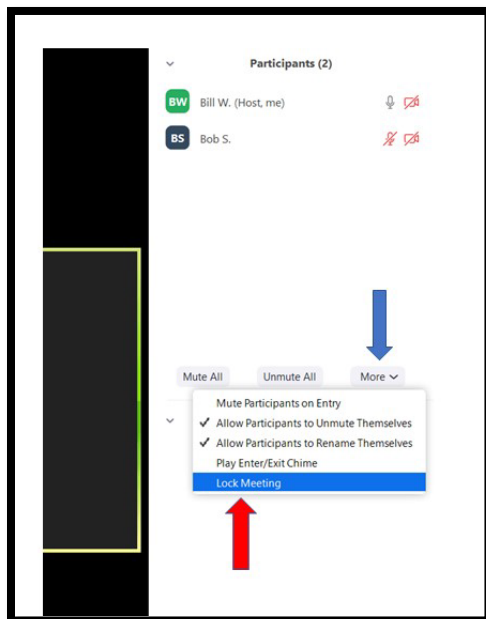 Participants (2)
BW Bill W. (Host, me)
BS Bob S.
Mute All Unmute All More
Mute Participants on Entry
Allow Participants to Unmute Themselves
Allow Participants to Rename Themselves
Play Enter/Exit Chime
Lock Meeting